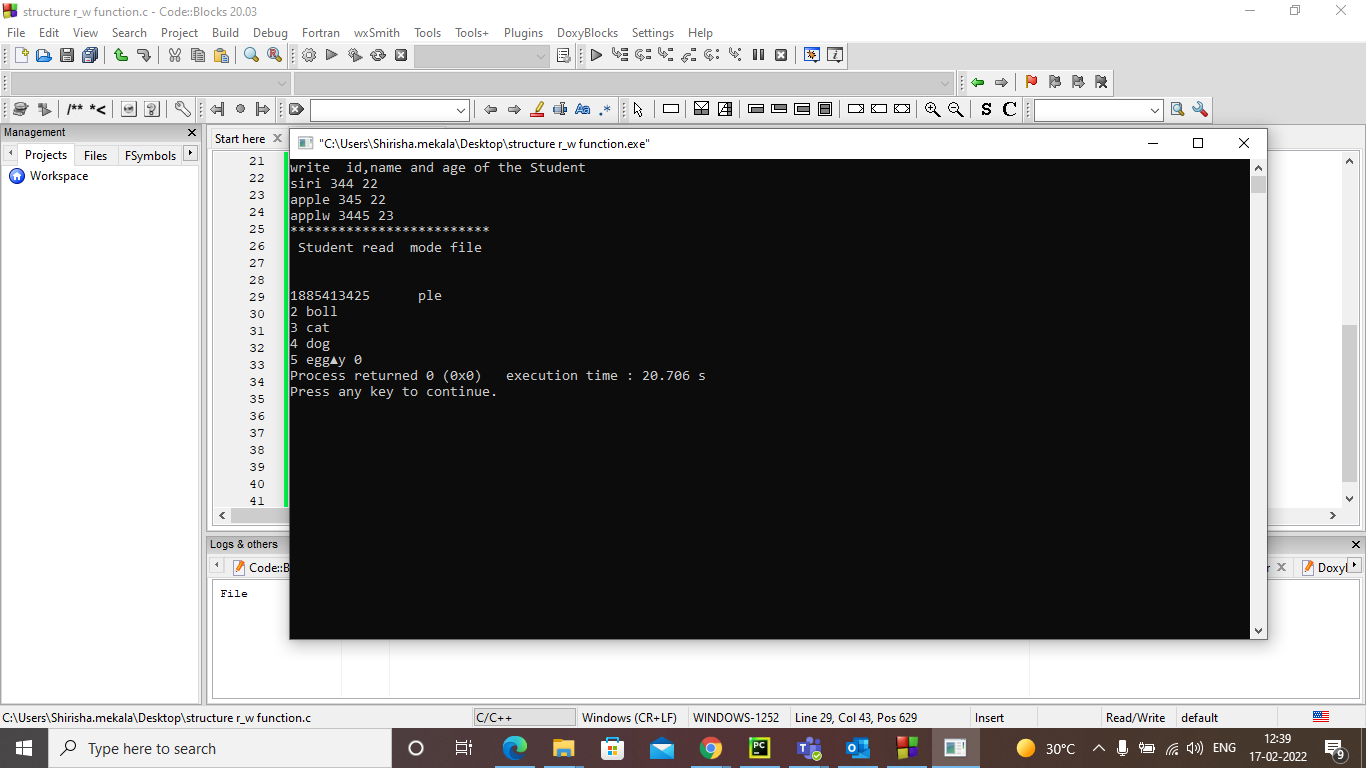 structure r_w function.c - Code::Blocks 20.03
File Edit View Search Project Build Debug Fortran wxSmith Tools Tools+ Plugins DoxyBlocks Settings Help
/** *<
Aa .*
S C
Management
Projects Files FSymbols
Workspace
Start here
"C:\Users\Shirisha.mekala\Desktop\structure r_w function.exe"
21
22
23
24
25
26
27
28
29
30
31
32
33
34
35
36
37
38
39
40
41
write  id,name and age of the Student
siri 344 22
apple 345 22
applw 3445 23
*************************
 Student read  mode file
1885413425      ple
2 boll
3 cat
4 dog
5 egg▲y 0
Process returned 0 (0x0)   execution time : 20.706 s
Press any key to continue.
Logs & others
Code::B
r
Doxyl
File
C:\Users\Shirisha.mekala\Desktop\structure r_w function.c C/C++ Windows (CR+LF) WINDOWS-1252 Line 29, Col 43, Pos 629 Insert Read/Write default
Type here to search
PC
30°C
ENG
12:39
17-02-2022
9